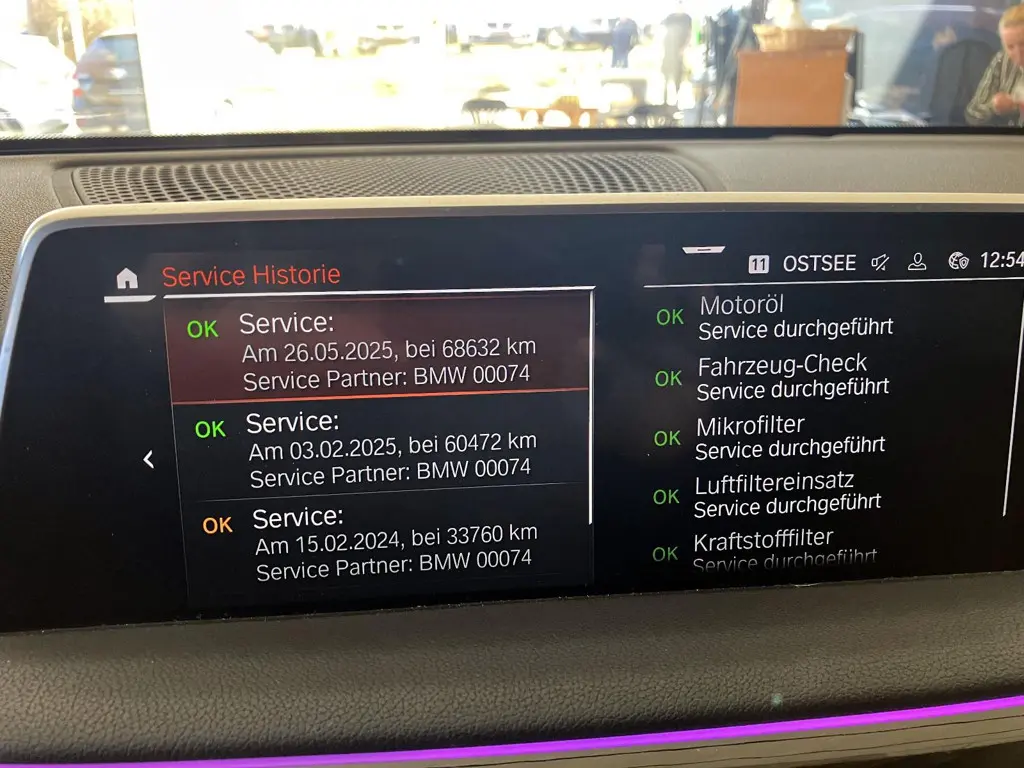 Service Historie
11 OSTSEE 12:54
OK Service:
Am 26.05.2025, bei 68632 km
Service Partner: BMW 00074
OK Service:
Am 03.02.2025, bei 60472 km
Service Partner: BMW 00074
OK Service:
Am 15.02.2024, bei 33760 km
Service Partner: BMW 00074
OK Motoröl
Service durchgeführt
OK Fahrzeug-Check
Service durchgeführt
OK Mikrofilter
Service durchgeführt
OK Luftfiltereinsatz
Service durchgeführt
OK Kraftstofffilter
Service durchgeführt